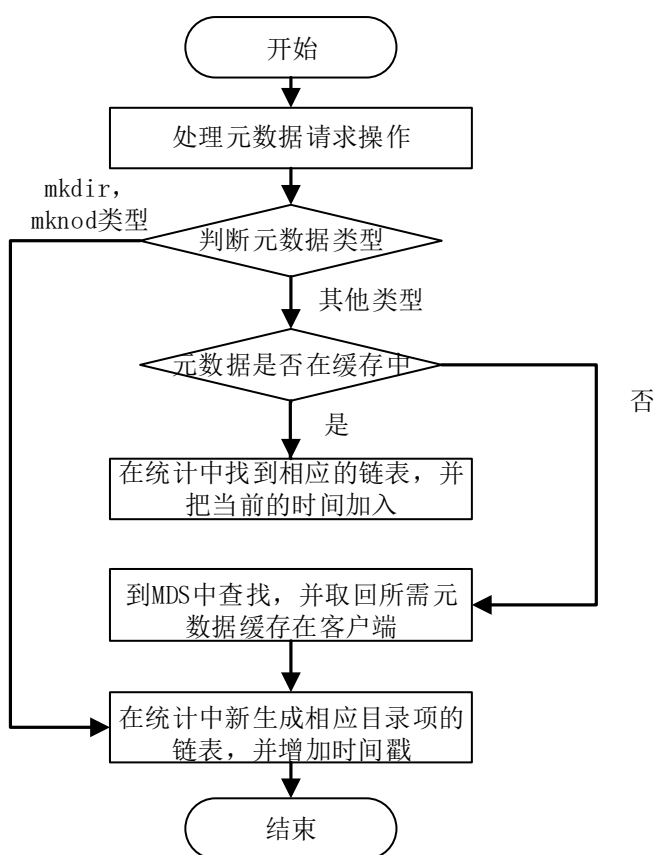 开始
处理元数据请求操作
mkdir，
mknod类型
判断元数据类型
其他类型
元数据是否在缓存中
否
是
在统计中找到相应的链表，并
把当前的时间加入
到MDS中查找，并取回所需元
数据缓存在客户端
在统计中新生成相应目录项的
链表，并增加时间戳
结束